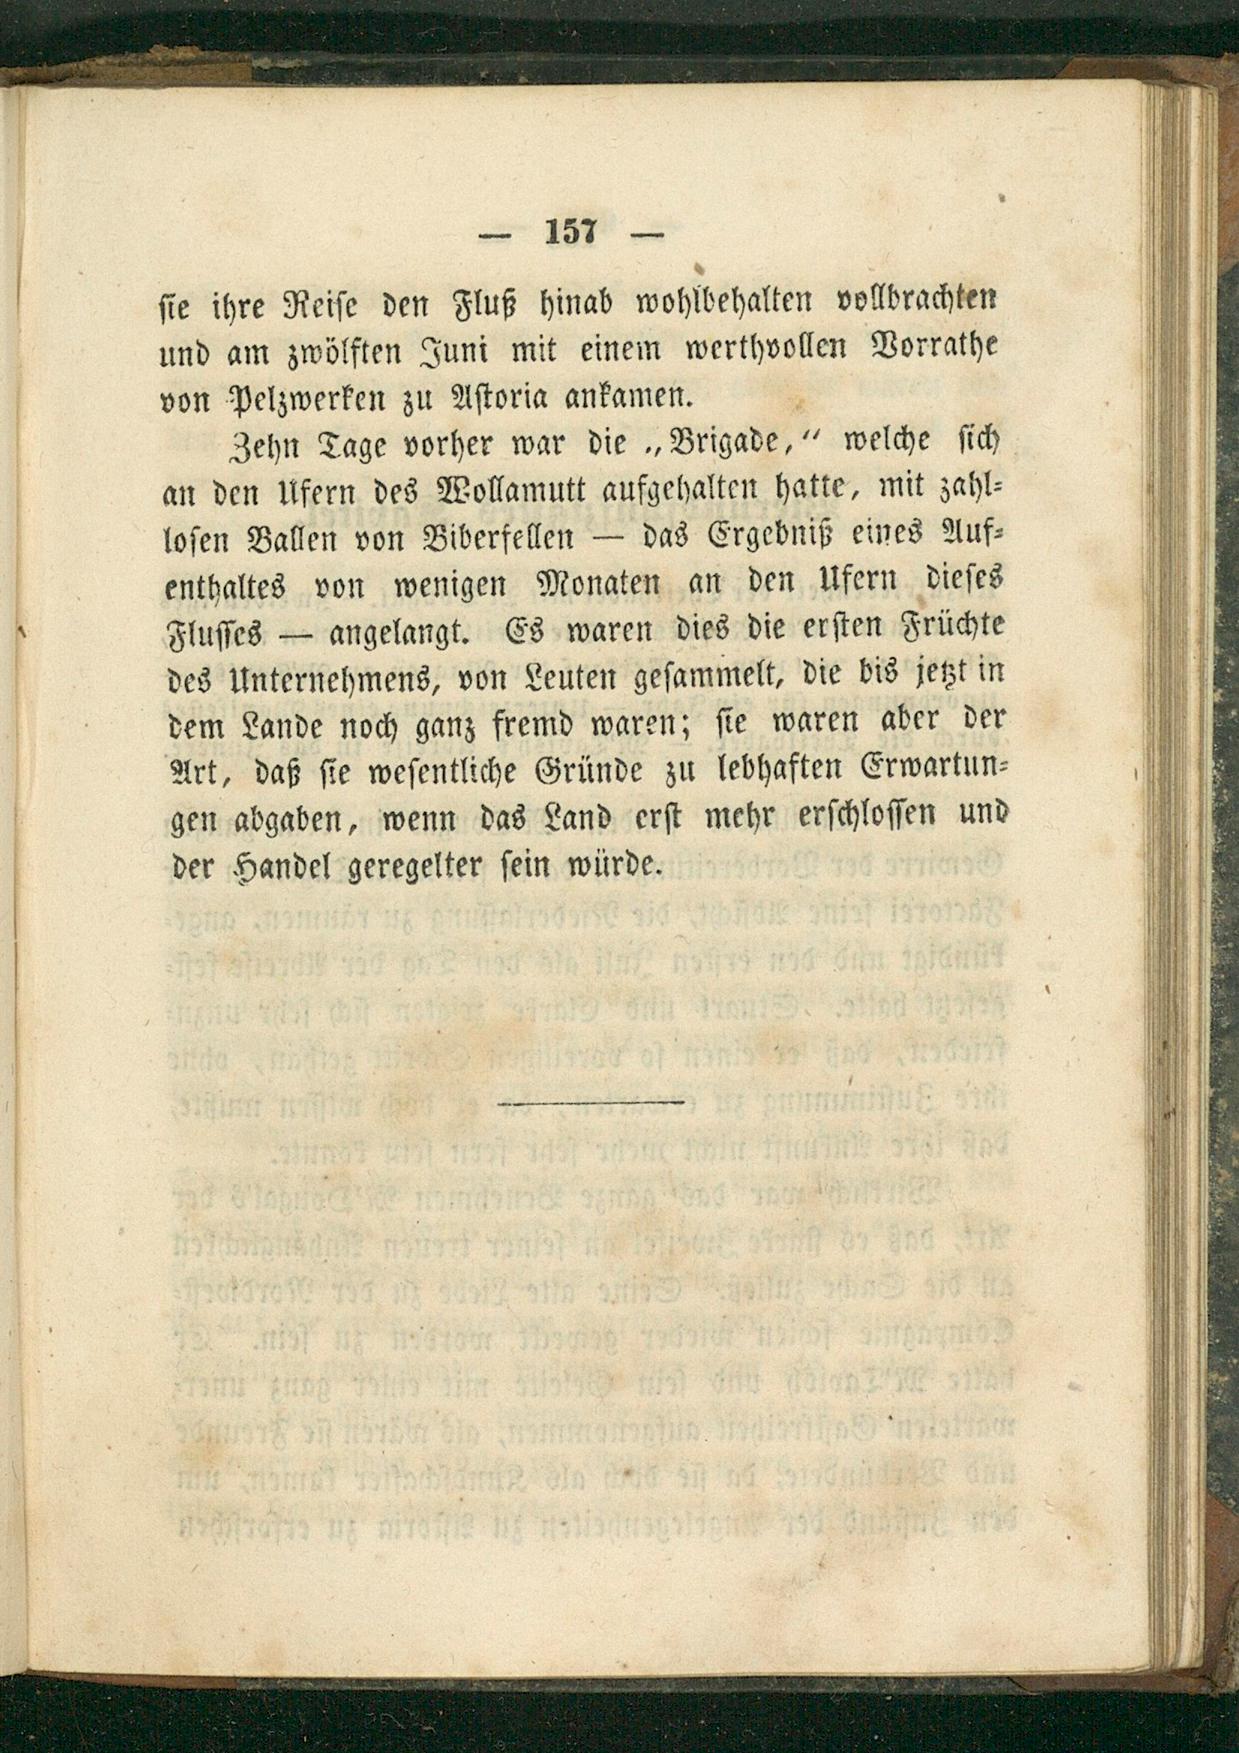 — 157 —
sie ihre Reise den Fluß hinab wohlbehalten vollbrachten
und am zwölften Juni mit einem werthvollen Vorrathe
von Pelzwerken zu Astoria ankamen.
Zehn Tage vorher war die „Brigade,“ welche sich
an den Ufern des Wollamutt aufgehalten hatte, mit zahl-
losen Ballen von Biberfellen — das Ergebniß eines Auf-
enthaltes von wenigen Monaten an den Ufern dieses
Flusses — angelangt. Es waren dies die ersten Früchte
des Unternehmens, von Leuten gesammelt, die bis jetzt in
dem Lande noch ganz fremd waren; sie waren aber der
Art, daß sie wesentliche Gründe zu lebhaften Erwartun-
gen abgaben, wenn das Land erst mehr erschlossen und
der Handel geregelter sein würde.